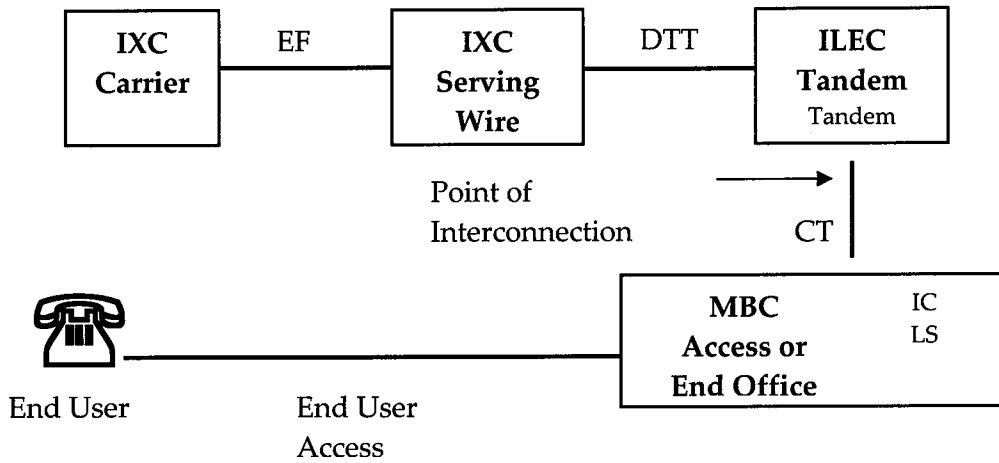 IXC
Carrier
EF
IXC
Serving
Wire
DTT
ILEC
Tandem
Tandem
Point of
Interconnection
CT
MBC
Access or
End Office
IC
LS
End User
End User
Access